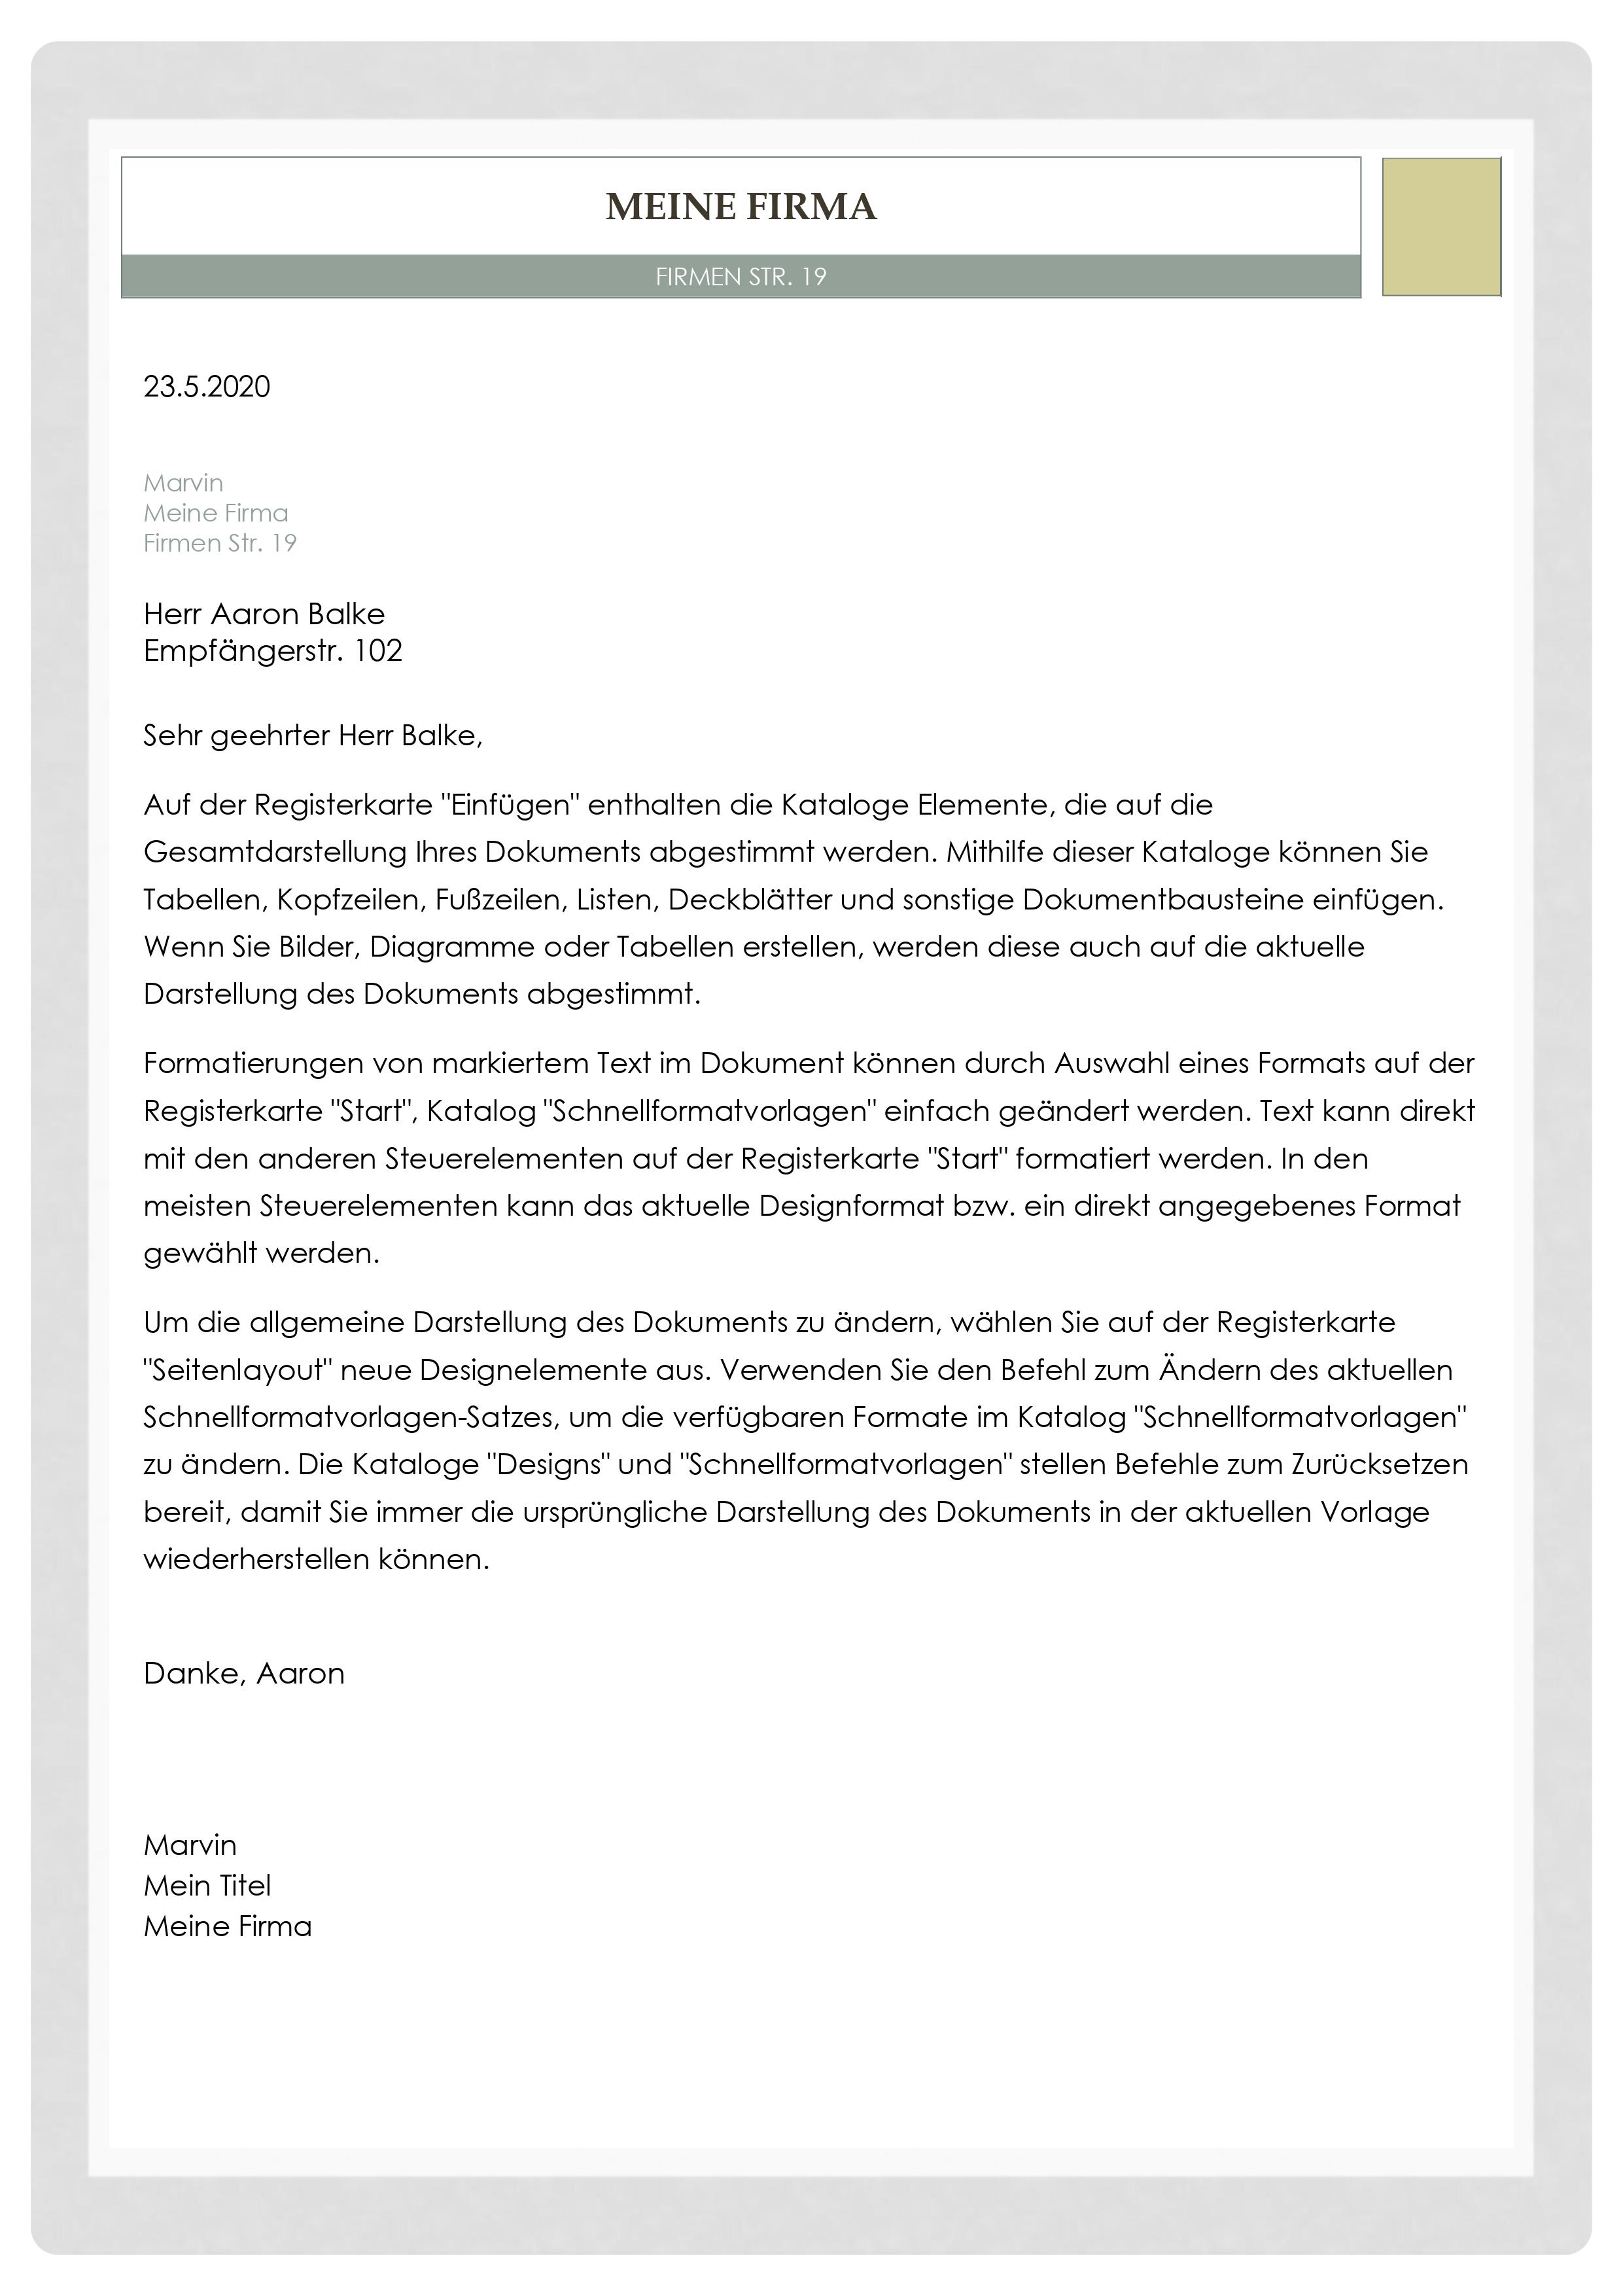 MEINE FIRMA
FIRMEN STR. 19
23.5.2020
Marvin
Meine Firma
Firmen Str. 19
Herr Aaron Balke
Empfängerstr. 102
Sehr geehrter Herr Balke,
Auf der Registerkarte "Einfügen" enthalten die Kataloge Elemente, die auf die
Gesamtdarstellung Ihres Dokuments abgestimmt werden. Mithilfe dieser Kataloge können Sie
Tabellen, Kopfzeilen, Fußzeilen, Listen, Deckblätter und sonstige Dokumentbausteine einfügen.
Wenn Sie Bilder, Diagramme oder Tabellen erstellen, werden diese auch auf die aktuelle
Darstellung des Dokuments abgestimmt.
Formatierungen von markiertem Text im Dokument können durch Auswahl eines Formats auf der
Registerkarte "Start", Katalog "Schnellformatvorlagen" einfach geändert werden. Text kann direkt
mit den anderen Steuerelementen auf der Registerkarte "Start" formatiert werden. In den
meisten Steuerelementen kann das aktuelle Designformat bzw. ein direkt angegebenes Format
gewählt werden.
Um die allgemeine Darstellung des Dokuments zu ändern, wählen Sie auf der Registerkarte
"Seitenlayout" neue Designelemente aus. Verwenden Sie den Befehl zum Ändern des aktuellen
Schnellformatvorlagen-Satzes, um die verfügbaren Formate im Katalog "Schnellformatvorlagen"
zu ändern. Die Kataloge "Designs" und "Schnellformatvorlagen" stellen Befehle zum Zurücksetzen
bereit, damit Sie immer die ursprüngliche Darstellung des Dokuments in der aktuellen Vorlage
wiederherstellen können.
Danke, Aaron
Marvin
Mein Titel
Meine Firma